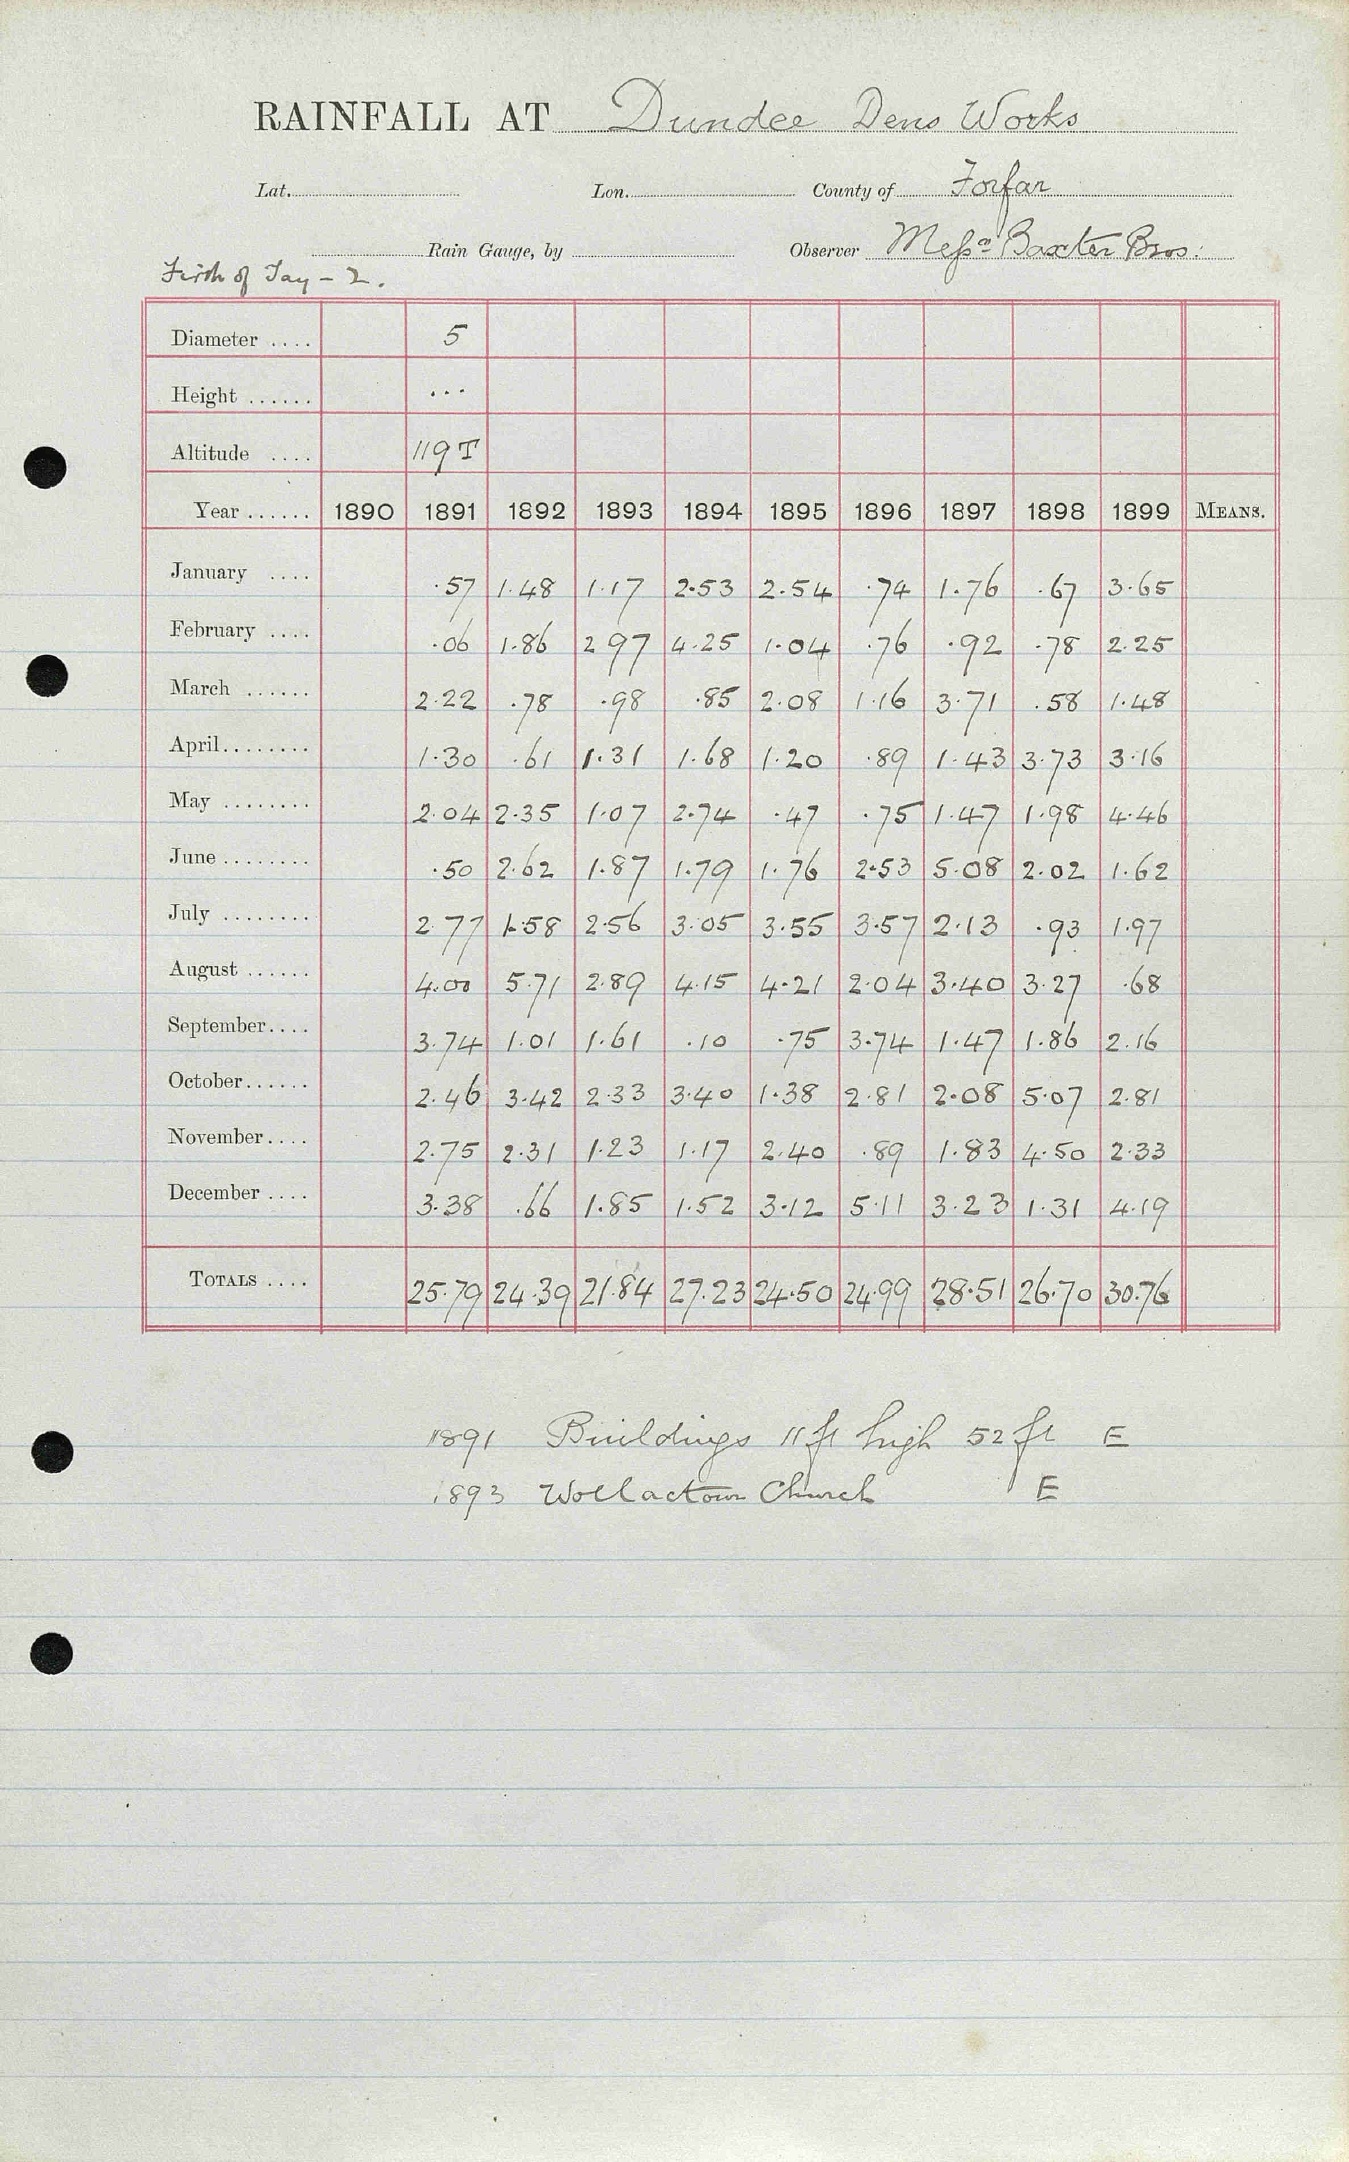 RAINFALL AT Dundee Dens Works
Lat. Lon. County of Forfar
Rain Gauge, by Observer Messrs Baxter Bros.
Firth of Tay - 2.
Diameter .... 5
Height ...... ...
Altitude .... 119 T
Year ...... 1890 1891 1892 1893 1894 1895 1896 1897 1898 1899 MEANS.
January .... .57 1.48 1.17 2.53 2.54 .74 1.76 .67 3.65
February .... .06 1.86 2 97 4.25 1.04 .76 .92 .78 2.25
March ...... 2.22 .78 .98 .85 2.08 1.16 3.71 .58 1.48
April........ 1.30 .61 1.31 1.68 1.20 .89 1.43 3.73 3.16
May ........ 2.04 2.35 1.07 2.74 .47 .75 1.47 1.98 4.46
June ........ .50 2.62 1.87 1.79 1.76 2.53 5.08 2.02 1.62
July ........ 2.77 1.58 2.56 3.05 3.55 3.57 2.13 .93 1.97
August ...... 4.00 5.71 2.89 4.15 4.21 2.04 3.40 3.27 .68
September.... 3.74 1.01 1.61 .10 .75 3.74 1.47 1.86 2.16
October...... 2.46 3.42 2.33 3.40 1.38 2.81 2.08 5.07 2.81
November.... 2.75 2.31 1.23 1.17 2.40 .89 1.83 4.50 2.33
December .... 3.38 .66 1.85 1.52 3.12 5.11 3.23 1.31 4.19
TOTALS .... 25.79 24.39 21.84 27.23 24.50 24.99 28.51 26.70 30.76
1891 Buildings 11 ft high 52 ft E
1893 Church E